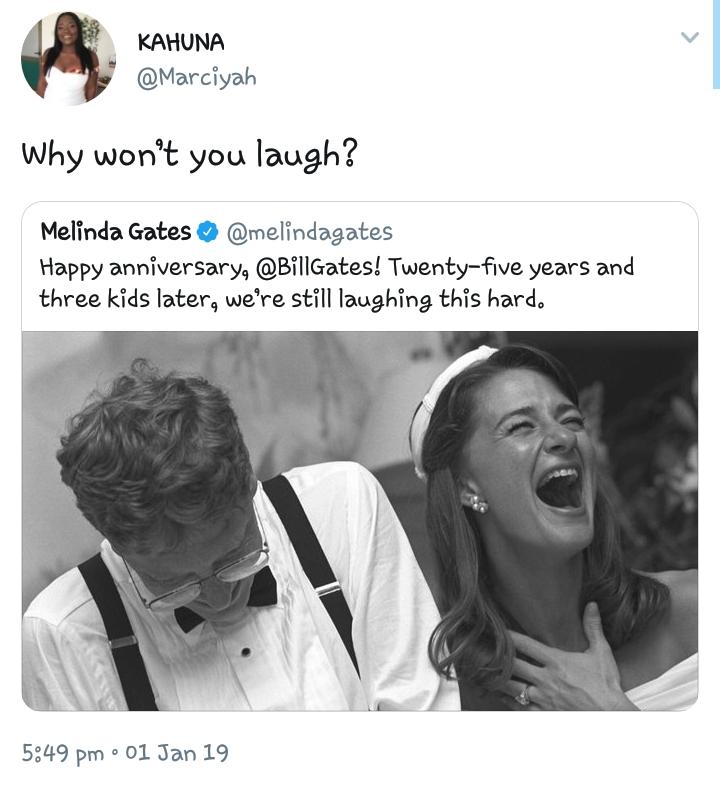 KAHUNA
@Marciyah
Why won't you laugh?
Melinda Gates @melindagates
Happy anniversary, @BillGates! Twenty-five years and
three kids later, we're still laughing this hard.
5:49 pm • 01 Jan 19